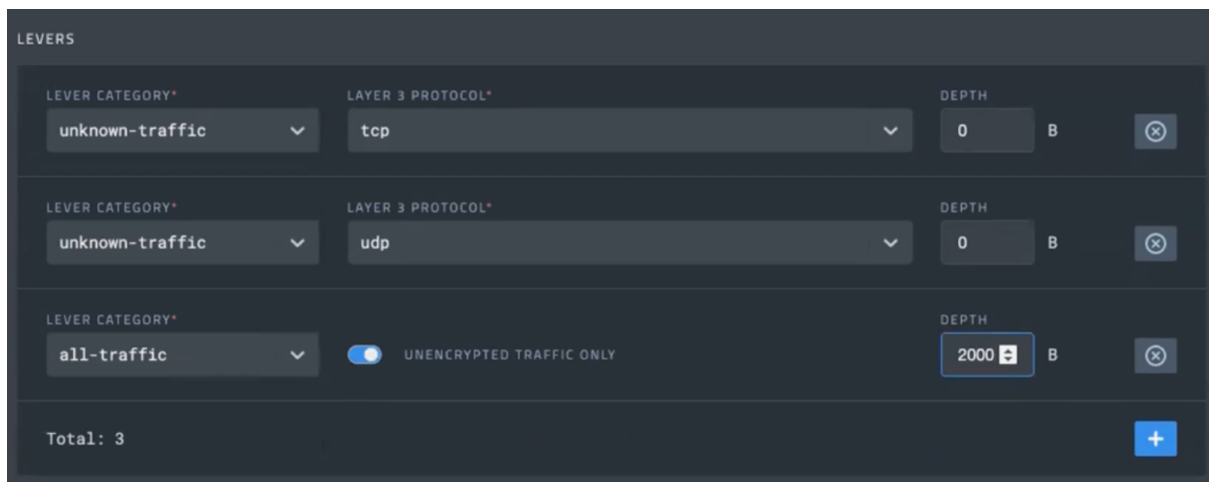 LEVERS
LEVER CATEGORY* LAYER 3 PROTOCOL* DEPTH
unknown-traffic tcp 0 B
LEVER CATEGORY* LAYER 3 PROTOCOL* DEPTH
unknown-traffic udp 0 B
LEVER CATEGORY* DEPTH
all-traffic UNENCRYPTED TRAFFIC ONLY 2000 B
Total: 3